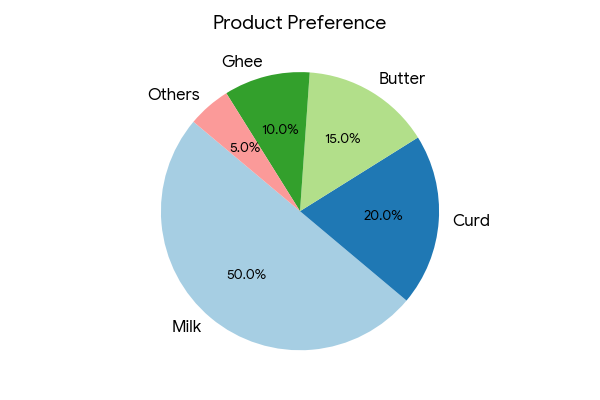 Product Preference
Ghee
Butter
Others
10.0%
15.0%
5.0%
20.0%
Curd
50.0%
Milk